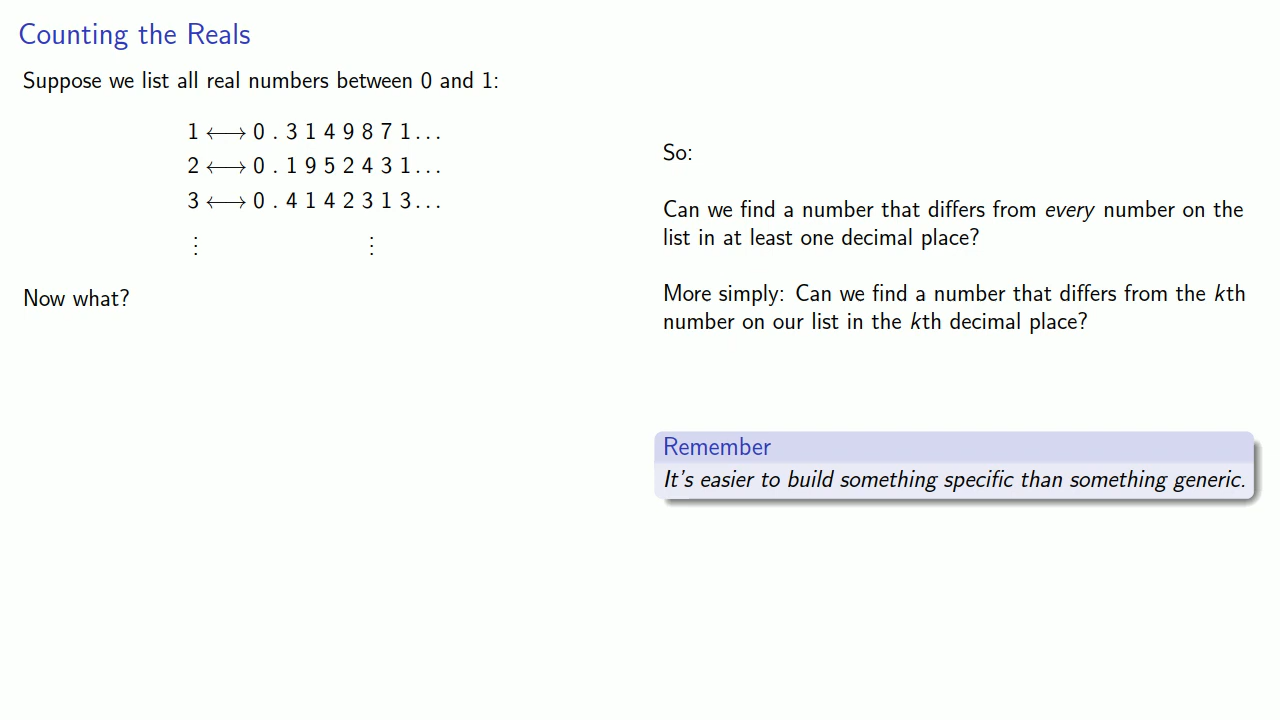 Counting the Reals
Suppose we list all real numbers between 0 and 1:
1 ⟷ 0 . 3 1 4 9 8 7 1 . . .
2 ⟷ 0 . 1 9 5 2 4 3 1 . . .
3 ⟷ 0 . 4 1 4 2 3 1 3 . . .
⋮ ⋮
Now what?
So:
Can we find a number that differs from every number on the
list in at least one decimal place?
More simply: Can we find a number that differs from the kth
number on our list in the kth decimal place?
Remember
It's easier to build something specific than something generic.